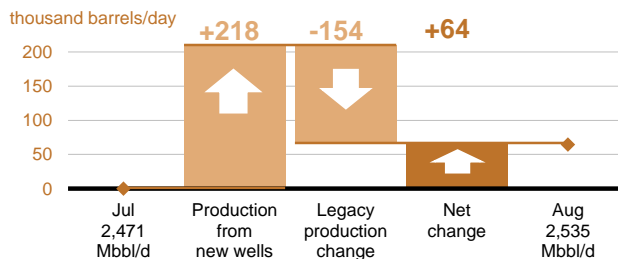 thousand barrels/day
+218 -154 +64
200
150
100
50
0
Jul
2,471
Mbbl/d
Production
from
new wells
Legacy
production
change
Net
change
Aug
2,535
Mbbl/d